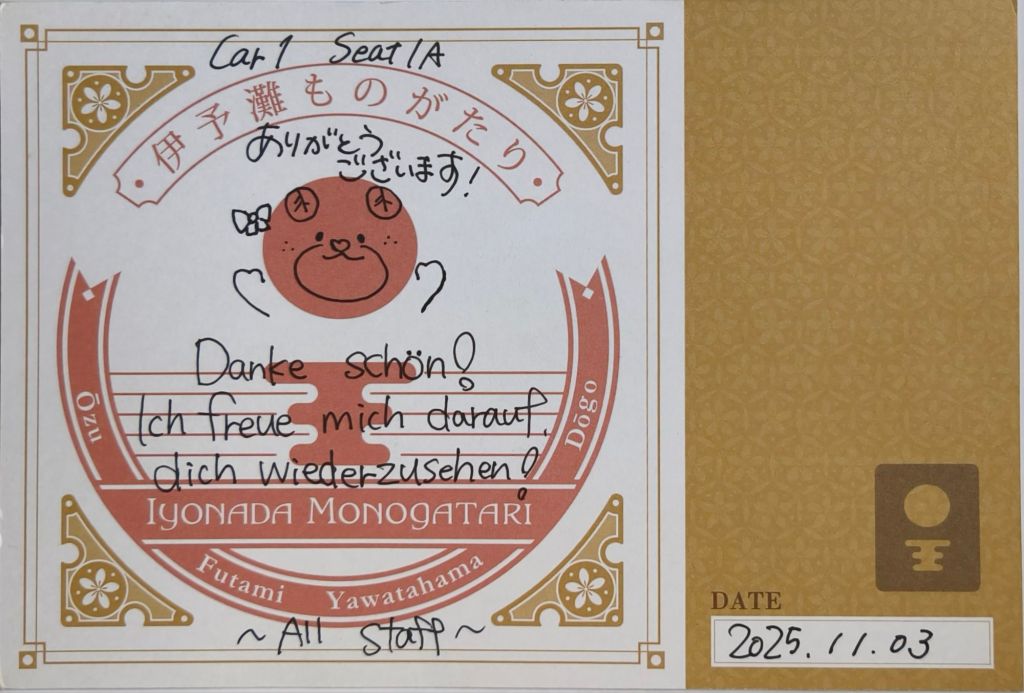 Car 1 Seat 1A
伊予灘ものがたり
ありがとう
ございます!
Danke schön!
Ich freue mich darauf,
dich wiederzusehen!
Ōzu
Dōgo
IYONADA MONOGATARI
Futami Yawatahama
~All staff~
DATE
2025.11.03